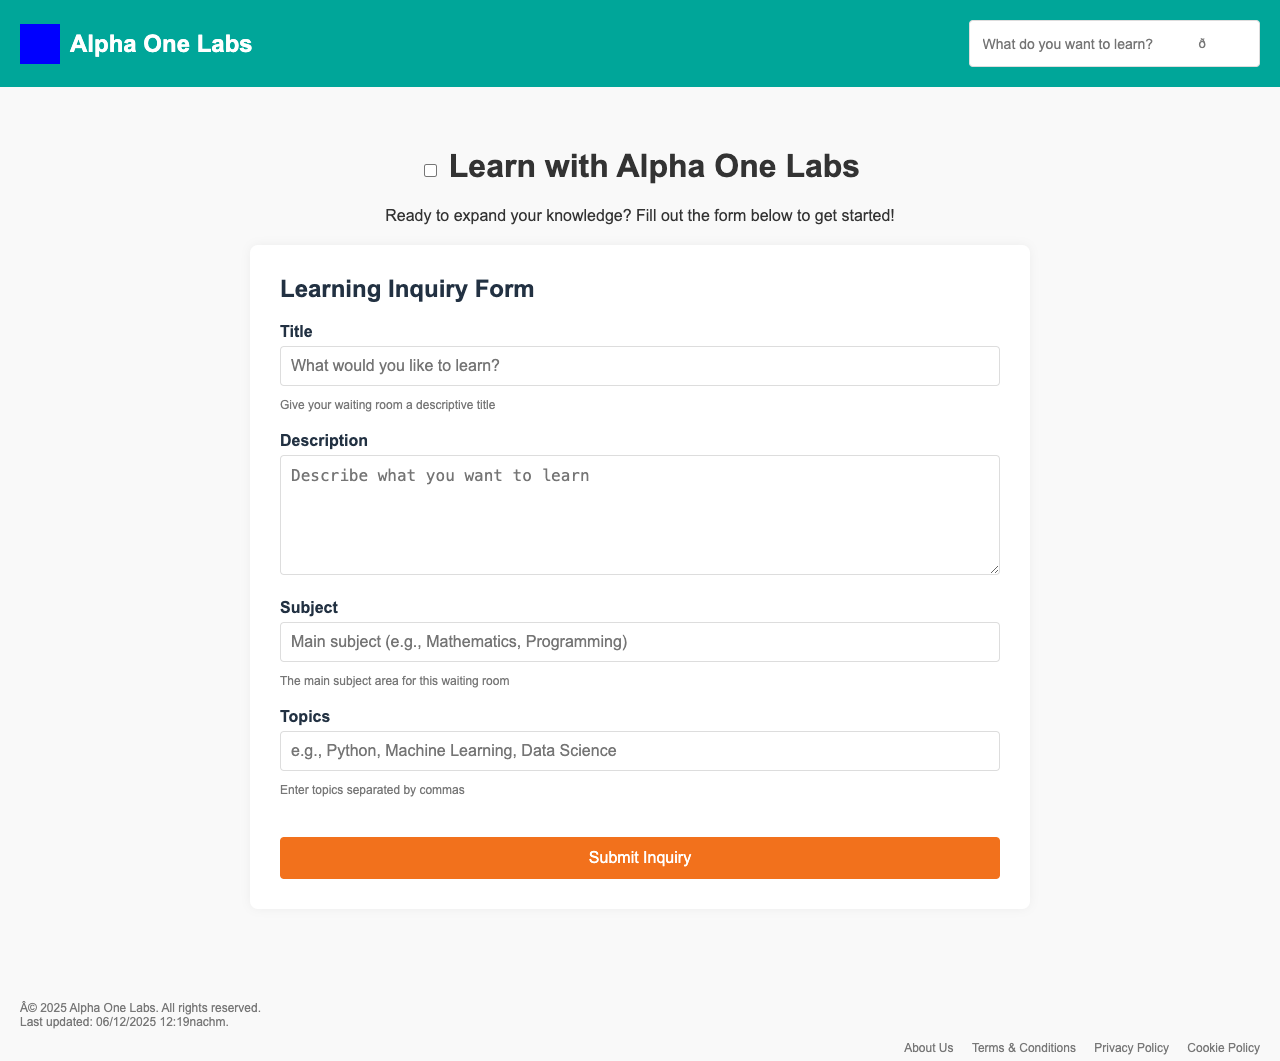 Alpha One Labs
What do you want to learn? ð
Learn with Alpha One Labs
Ready to expand your knowledge? Fill out the form below to get started!
Learning Inquiry Form
Title
What would you like to learn?
Give your waiting room a descriptive title
Description
Describe what you want to learn
Subject
Main subject (e.g., Mathematics, Programming)
The main subject area for this waiting room
Topics
e.g., Python, Machine Learning, Data Science
Enter topics separated by commas
Submit Inquiry
Â© 2025 Alpha One Labs. All rights reserved.
Last updated: 06/12/2025 12:19nachm.
About Us Terms & Conditions Privacy Policy Cookie Policy